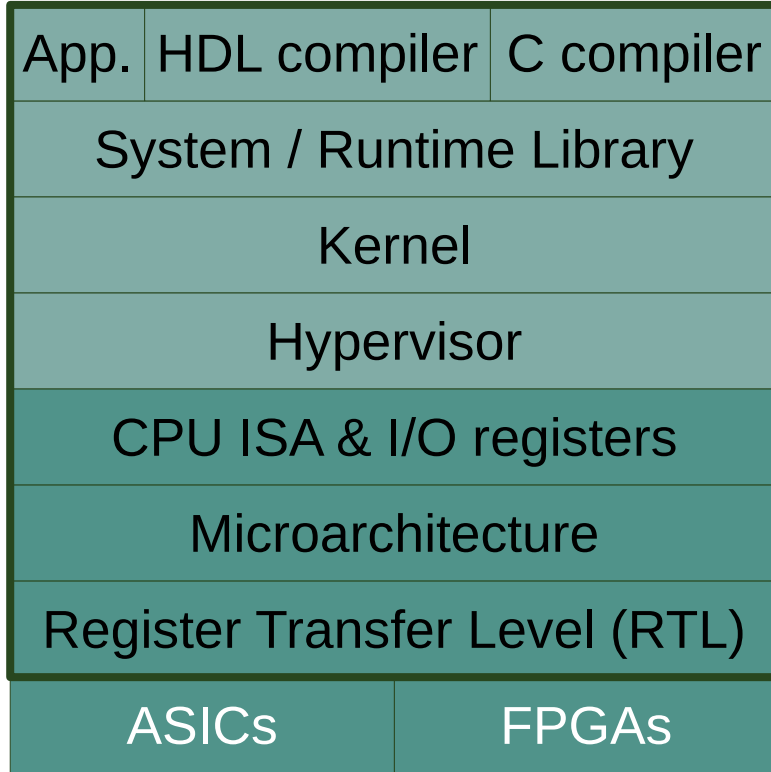 App. HDL compiler C compiler
System / Runtime Library
Kernel
Hypervisor
CPU ISA & I/O registers
Microarchitecture
Register Transfer Level (RTL)
ASICs FPGAs